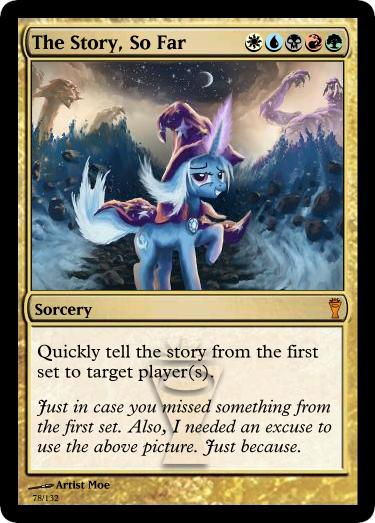 The Story, So Far
Sorcery
Quickly tell the story from the first
set to target player(s).
Just in case you missed something from
the first set. Also, I needed an excuse to
use the above picture. Just because.
Artist Moe
78/132